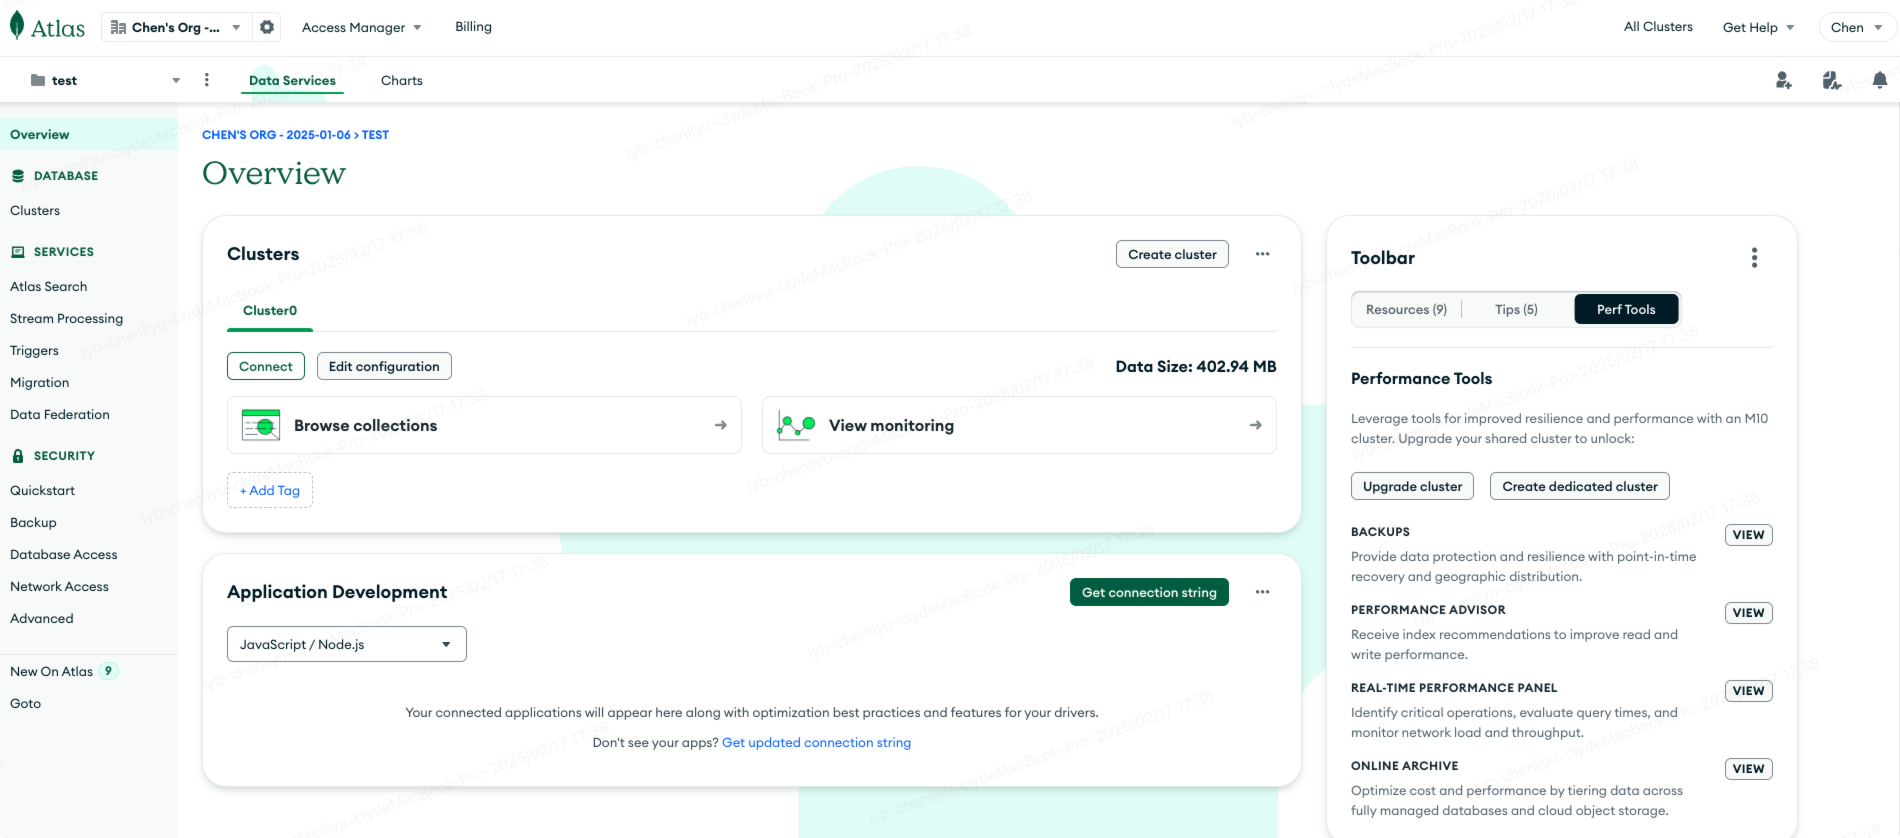 Atlas
Chen's Org -...
Access Manager
Billing
All Clusters
Get Help
Chen
test
Data Services
Charts
Overview
DATABASE
Clusters
SERVICES
Atlas Search
Stream Processing
Triggers
Migration
Data Federation
SECURITY
Quickstart
Backup
Database Access
Network Access
Advanced
New On Atlas 9
Goto
CHEN'S ORG - 2025-01-06 > TEST
Overview
Clusters
Create cluster
Cluster0
Connect
Edit configuration
Data Size: 402.94 MB
Browse collections
View monitoring
+ Add Tag
Application Development
Get connection string
JavaScript / Node.js
Your connected applications will appear here along with optimization best practices and features for your drivers.
Don't see your apps? Get updated connection string
Toolbar
Resources (9)
Tips (5)
Perf Tools
Performance Tools
Leverage tools for improved resilience and performance with an M10
cluster. Upgrade your shared cluster to unlock:
Upgrade cluster
Create dedicated cluster
BACKUPS
VIEW
Provide data protection and resilience with point-in-time
recovery and geographic distribution.
PERFORMANCE ADVISOR
VIEW
Receive index recommendations to improve read and
write performance.
REAL-TIME PERFORMANCE PANEL
VIEW
Identify critical operations, evaluate query times, and
monitor network load and throughput.
ONLINE ARCHIVE
VIEW
Optimize cost and performance by tiering data across
fully managed databases and cloud object storage.
lyb-chenliyu-clydeMacBook-Pro-2025/02/17 17:38